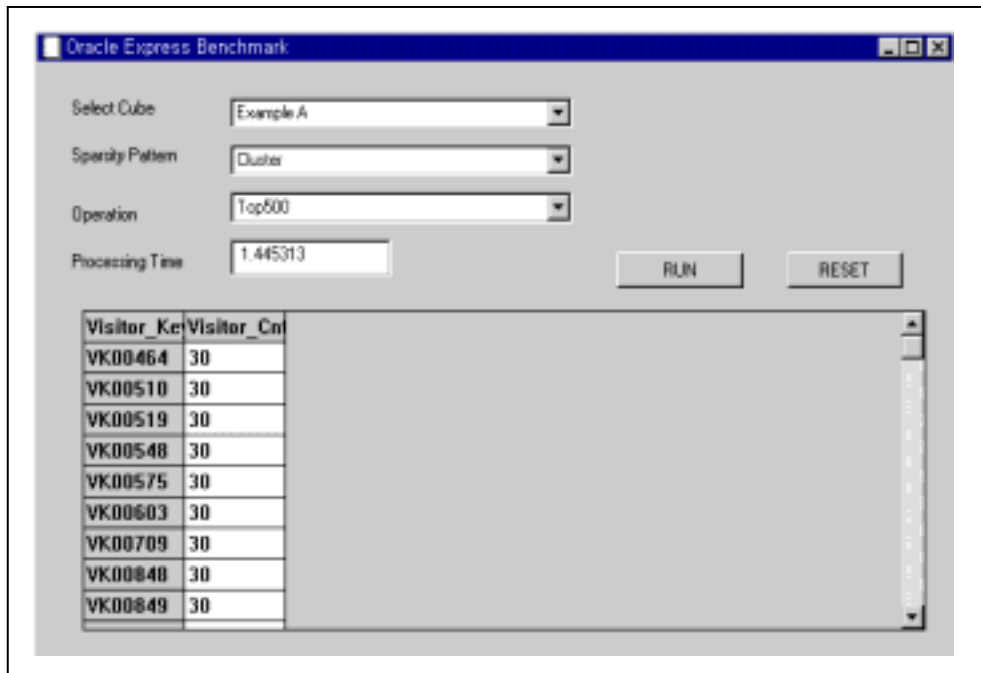 Oracle Express Benchmark
Select Cube
Example A
Sparsity Pattern
Cluster
Operation
Top500
Processing Time
1.445313
RUN
RESET
Visitor_Ke Visitor_Cnt
VK00464 30
VK00510 30
VK00519 30
VK00548 30
VK00575 30
VK00603 30
VK00709 30
VK00848 30
VK00849 30